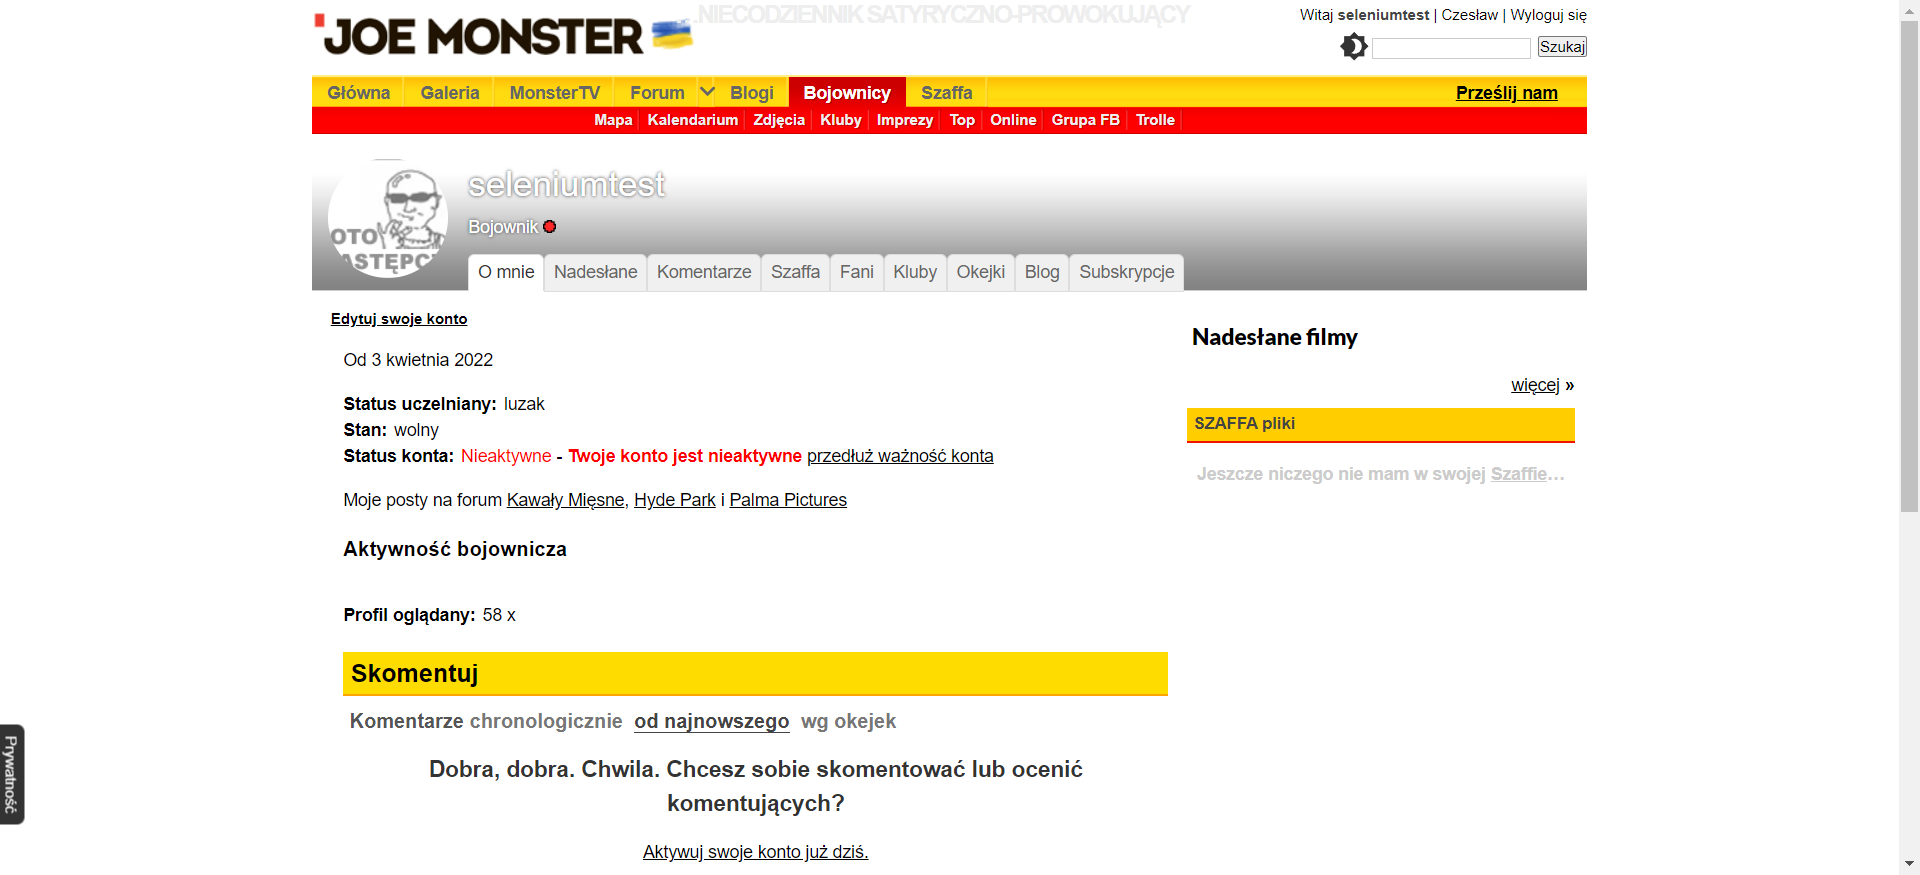 JOE MONSTER
.NIECODZIENNIK SATYRYCZNO-PROWOKUJĄCY
Witaj seleniumtest | Czesław | Wyloguj się
Szukaj
Główna Galeria MonsterTV Forum Blogi Bojownicy Szaffa Prześlij nam
Mapa Kalendarium Zdjęcia Kluby Imprezy Top Online Grupa FB Trolle
OTO
seleniumtest
Bojownik
O mnie Nadesłane Komentarze Szaffa Fani Kluby Okejki Blog Subskrypcje
Edytuj swoje konto
Od 3 kwietnia 2022
Status uczelniany: luzak
Stan: wolny
Status konta: Nieaktywne - Twoje konto jest nieaktywne przedłuż ważność konta
Moje posty na forum Kawały Mięsne, Hyde Park i Palma Pictures
Aktywność bojownicza
Profil oglądany: 58 x
Skomentuj
Komentarze chronologicznie od najnowszego wg okejek
Dobra, dobra. Chwila. Chcesz sobie skomentować lub ocenić
komentujących?
Aktywuj swoje konto już dziś.
Nadesłane filmy
więcej »
SZAFFA pliki
Jeszcze niczego nie mam w swojej Szaffie...
Prywatność